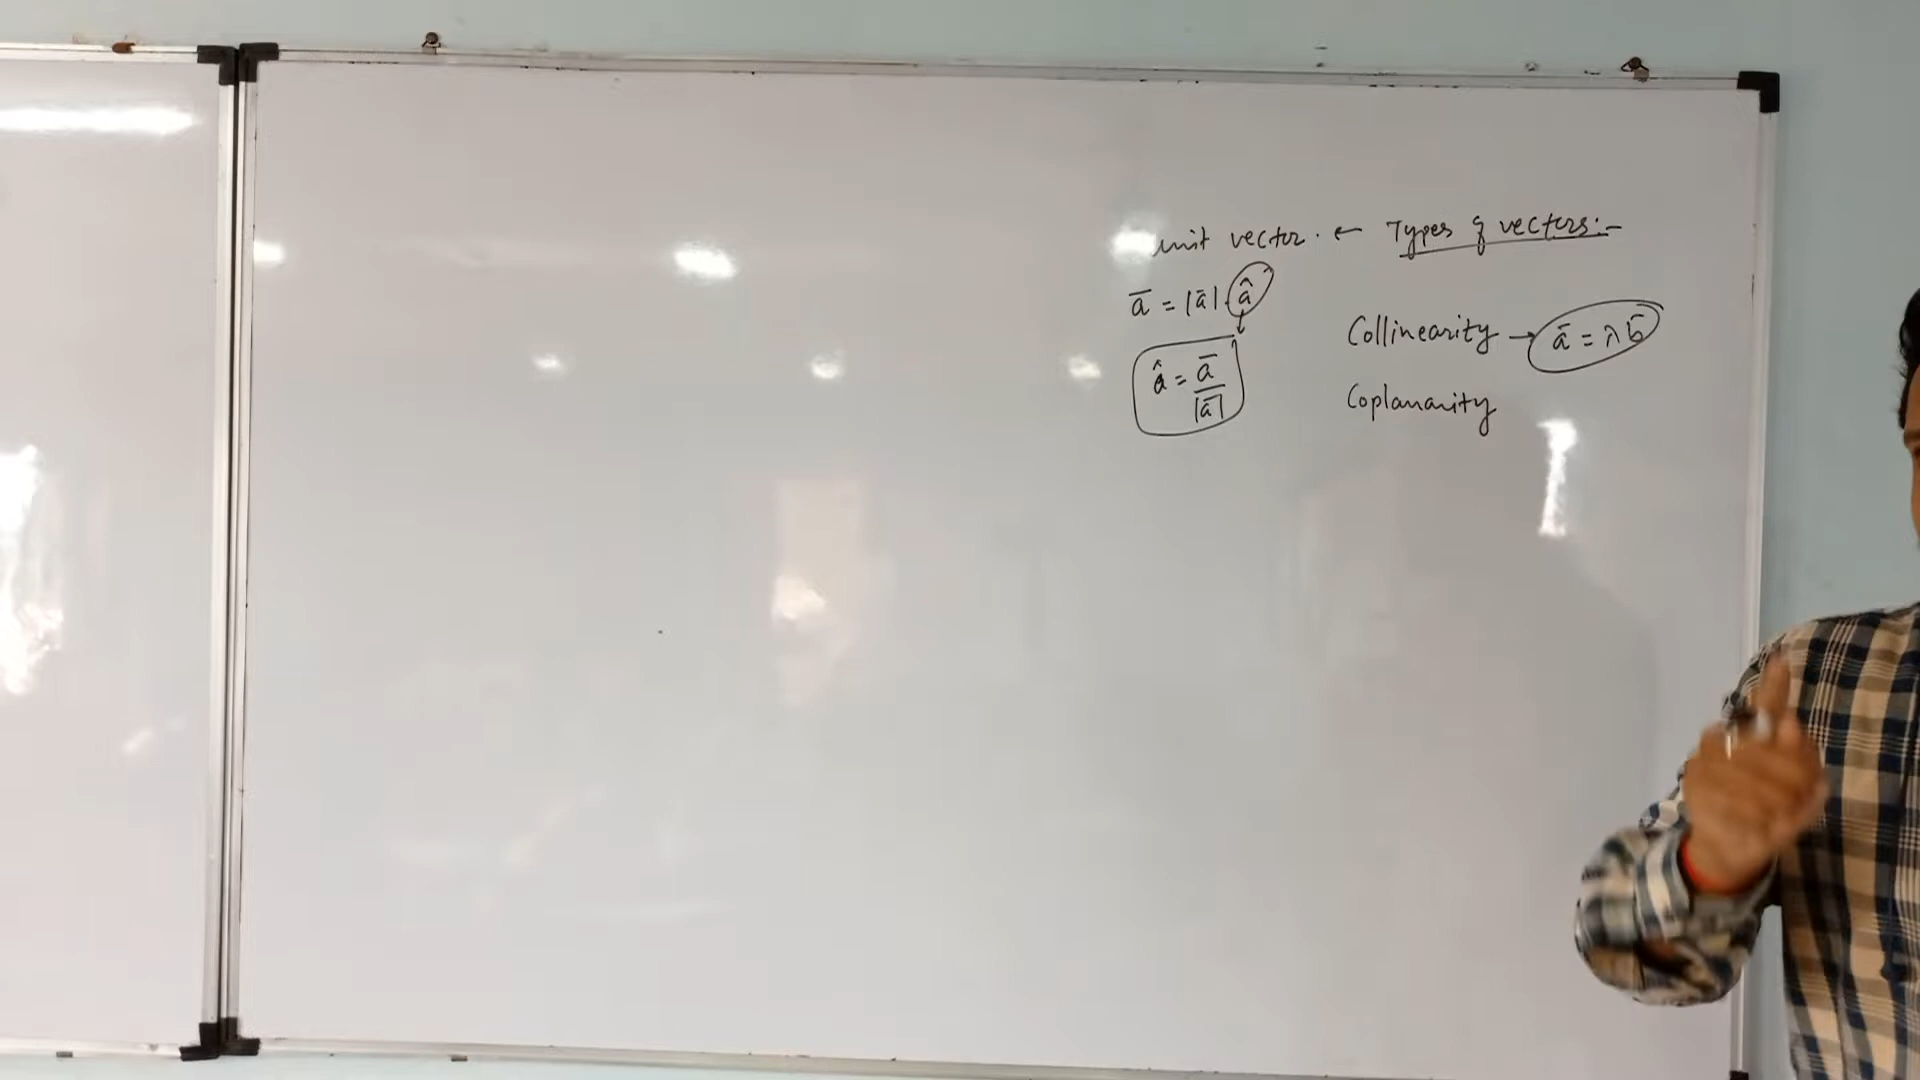 unit vector. ← Types of vectors:-
a̅ = |a̅| . â
â = a̅ / |a̅|
Collinearity → a̅ = λb̅
Coplanarity